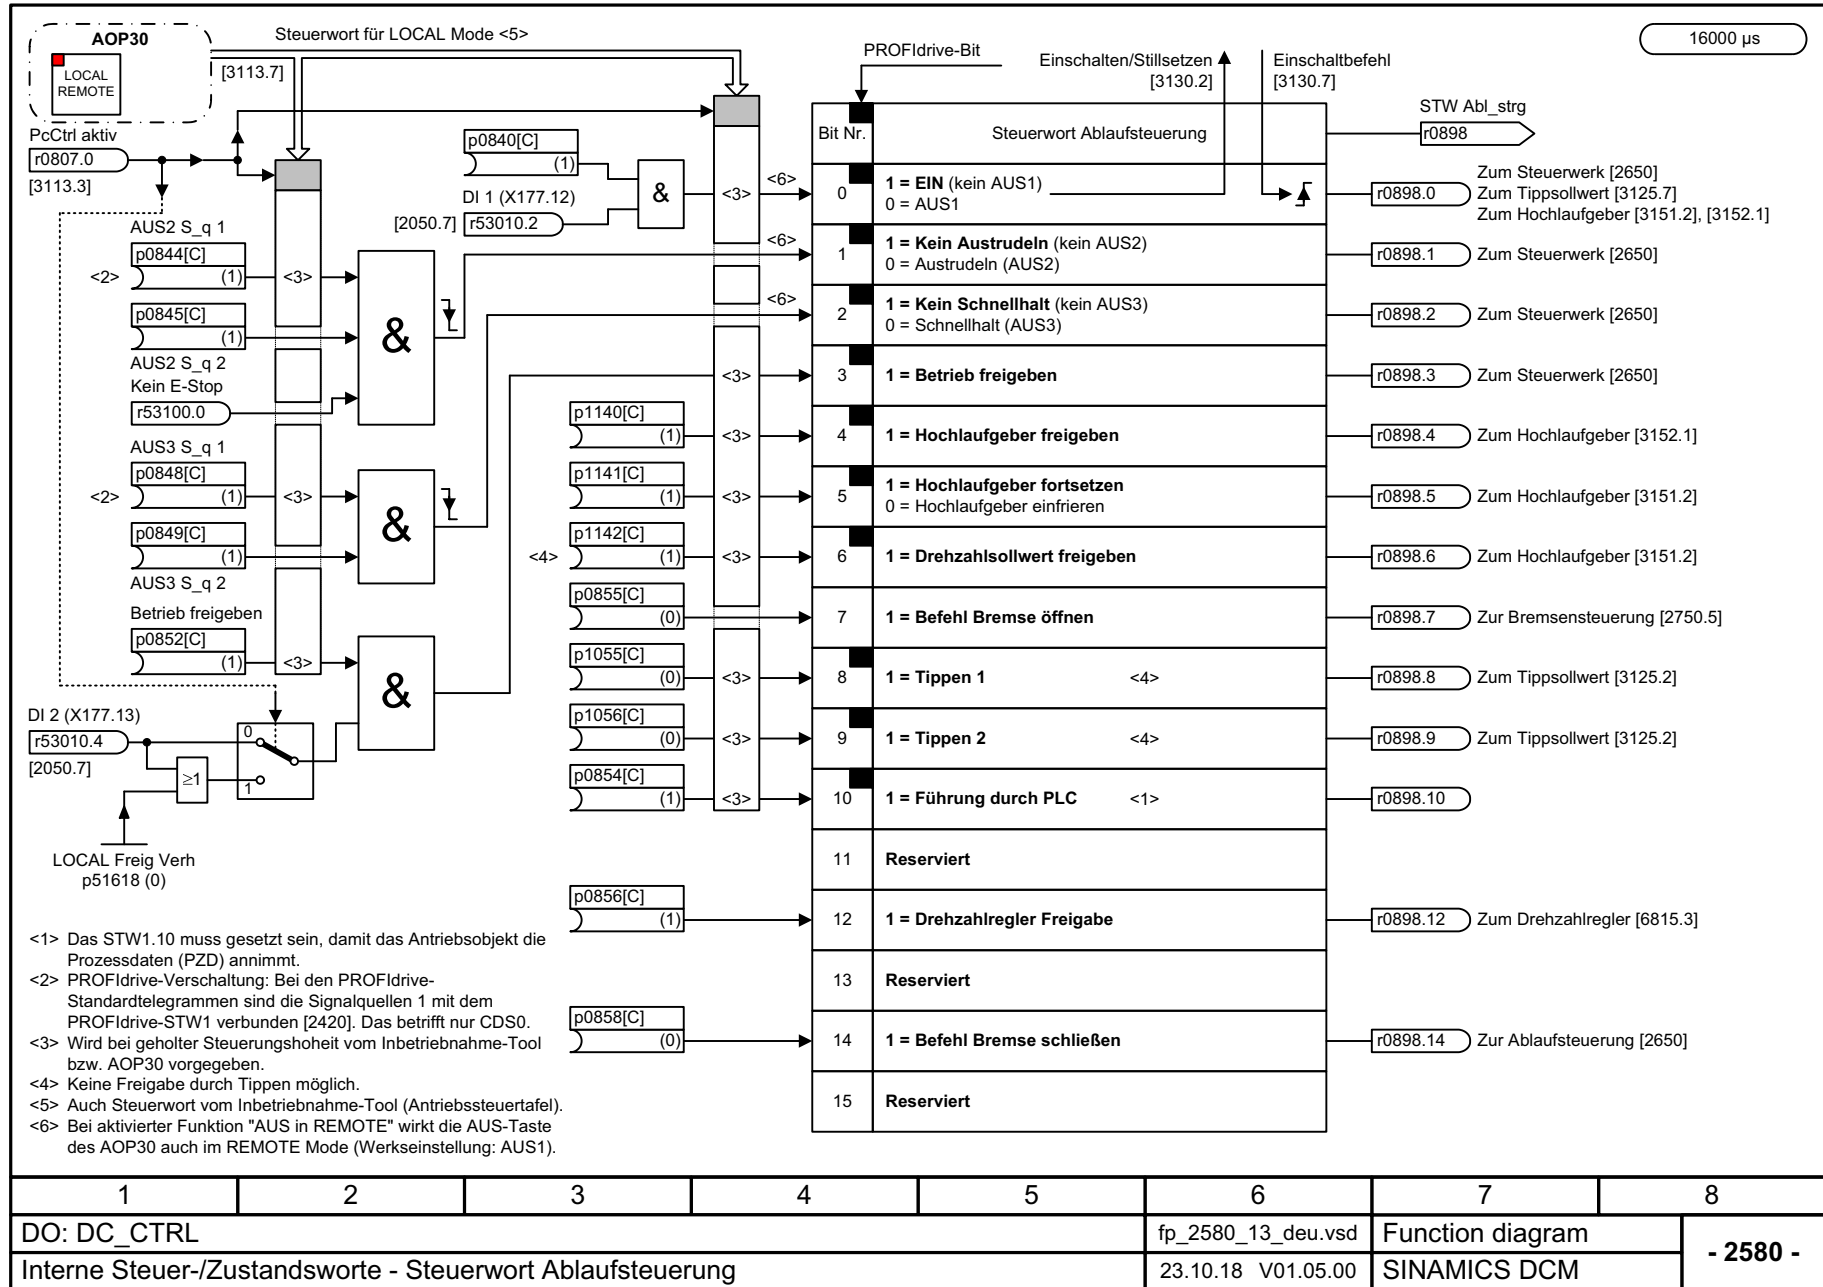 AOP30
LOCAL
REMOTE
Steuerwort für LOCAL Mode <5>
[3113.7]
PcCtrl aktiv
r0807.0
[3113.3]
PROFIdrive-Bit
Einschalten/Stillsetzen
[3130.2]
Einschaltbefehl
[3130.7]
16000 µs
STW Abl_strg
r0898
Bit Nr.
Steuerwort Ablaufsteuerung
p0840[C]
(1)
DI 1 (X177.12)
[2050.7]
r53010.2
&
<3>
<6>
0
1 = EIN (kein AUS1)
0 = AUS1
r0898.0
Zum Steuerwerk [2650]
Zum Tippsollwert [3125.7]
Zum Hochlaufgeber [3151.2], [3152.1]
AUS2 S_q 1
p0844[C]
<2>
(1)
<3>
p0845[C]
(1)
AUS2 S_q 2
Kein E-Stop
r53100.0
&
<6>
1
1 = Kein Austrudeln (kein AUS2)
0 = Austrudeln (AUS2)
r0898.1
Zum Steuerwerk [2650]
<6>
2
1 = Kein Schnellhalt (kein AUS3)
0 = Schnellhalt (AUS3)
r0898.2
Zum Steuerwerk [2650]
<3>
3
1 = Betrieb freigeben
r0898.3
Zum Steuerwerk [2650]
p1140[C]
(1)
<3>
4
1 = Hochlaufgeber freigeben
r0898.4
Zum Hochlaufgeber [3152.1]
AUS3 S_q 1
p0848[C]
<2>
(1)
<3>
p0849[C]
(1)
AUS3 S_q 2
&
p1141[C]
(1)
<3>
5
1 = Hochlaufgeber fortsetzen
0 = Hochlaufgeber einfrieren
r0898.5
Zum Hochlaufgeber [3151.2]
p1142[C]
<4>
(1)
<3>
6
1 = Drehzahlsollwert freigeben
r0898.6
Zum Hochlaufgeber [3151.2]
p0855[C]
(0)
7
1 = Befehl Bremse öffnen
r0898.7
Zur Bremsensteuerung [2750.5]
Betrieb freigeben
p0852[C]
(1)
<3>
&
p1055[C]
(0)
<3>
8
1 = Tippen 1 <4>
r0898.8
Zum Tippsollwert [3125.2]
DI 2 (X177.13)
r53010.4
[2050.7]
≥1
0
1
p1056[C]
(0)
<3>
9
1 = Tippen 2 <4>
r0898.9
Zum Tippsollwert [3125.2]
p0854[C]
(1)
<3>
10
1 = Führung durch PLC <1>
r0898.10
LOCAL Freig Verh
p51618 (0)
11
Reserviert
p0856[C]
(1)
12
1 = Drehzahlregler Freigabe
r0898.12
Zum Drehzahlregler [6815.3]
13
Reserviert
p0858[C]
(0)
14
1 = Befehl Bremse schließen
r0898.14
Zur Ablaufsteuerung [2650]
15
Reserviert
<1> Das STW1.10 muss gesetzt sein, damit das Antriebsobjekt die
Prozessdaten (PZD) annimmt.
<2> PROFIdrive-Verschaltung: Bei den PROFIdrive-
Standardtelegrammen sind die Signalquellen 1 mit dem
PROFIdrive-STW1 verbunden [2420]. Das betrifft nur CDS0.
<3> Wird bei geholter Steuerungshoheit vom Inbetriebnahme-Tool
bzw. AOP30 vorgegeben.
<4> Keine Freigabe durch Tippen möglich.
<5> Auch Steuerwort vom Inbetriebnahme-Tool (Antriebssteuertafel).
<6> Bei aktivierter Funktion "AUS in REMOTE" wirkt die AUS-Taste
des AOP30 auch im REMOTE Mode (Werkseinstellung: AUS1).
1 2 3 4 5 6 7 8
DO: DC_CTRL
fp_2580_13_deu.vsd
Function diagram
- 2580 -
Interne Steuer-/Zustandsworte - Steuerwort Ablaufsteuerung
23.10.18 V01.05.00
SINAMICS DCM